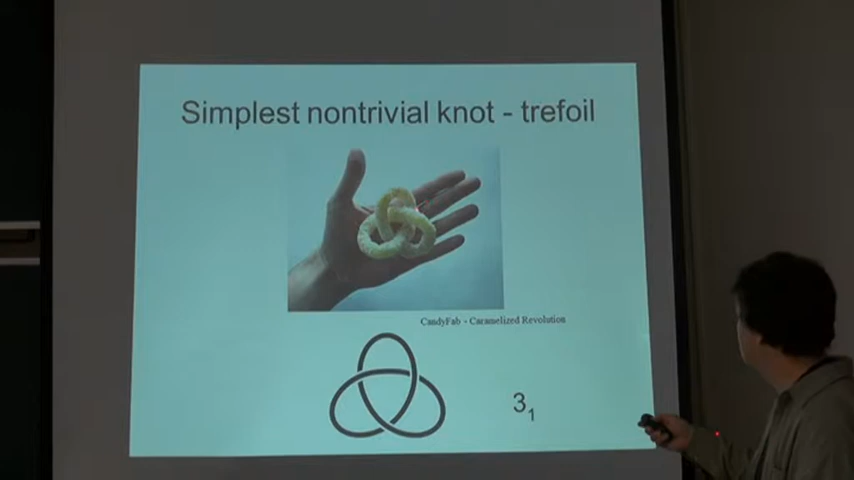 Simplest nontrivial knot - trefoil
CandyFab - Caramelized Revolution
3₁